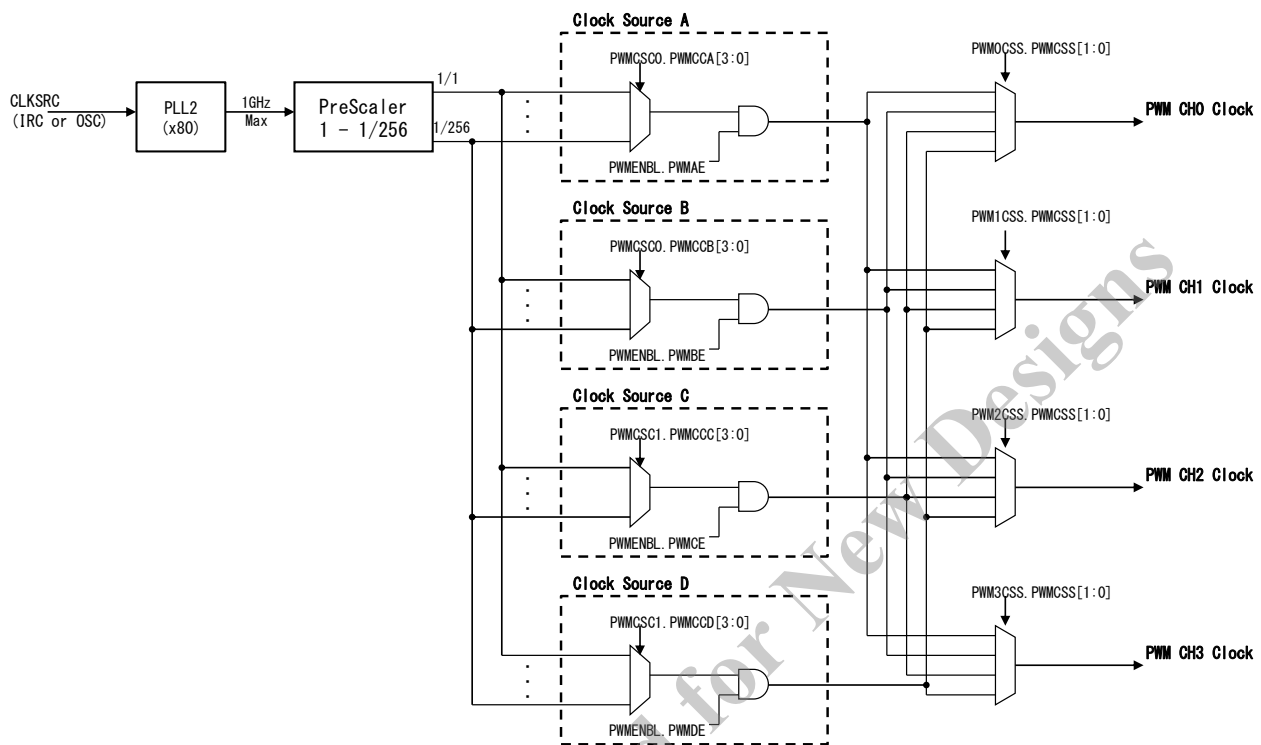 Clock Source A
PWMCSC0.PWMCCA[3:0]
PWM0CSS.PWMCSS[1:0]
CLKSRC
(IRC or OSC)
PLL2
(x80)
1GHz
Max
PreScaler
1 - 1/256
1/1
1/256
PWMENBL.PWMAE
PWM CH0 Clock
Clock Source B
PWMCSC0.PWMCCB[3:0]
PWM1CSS.PWMCSS[1:0]
PWMENBL.PWMBE
PWM CH1 Clock
Clock Source C
PWMCSC1.PWMCCC[3:0]
PWM2CSS.PWMCSS[1:0]
PWMENBL.PWMCE
PWM CH2 Clock
Clock Source D
PWMCSC1.PWMCCD[3:0]
PWM3CSS.PWMCSS[1:0]
PWMENBL.PWMDE
PWM CH3 Clock
for New Designs